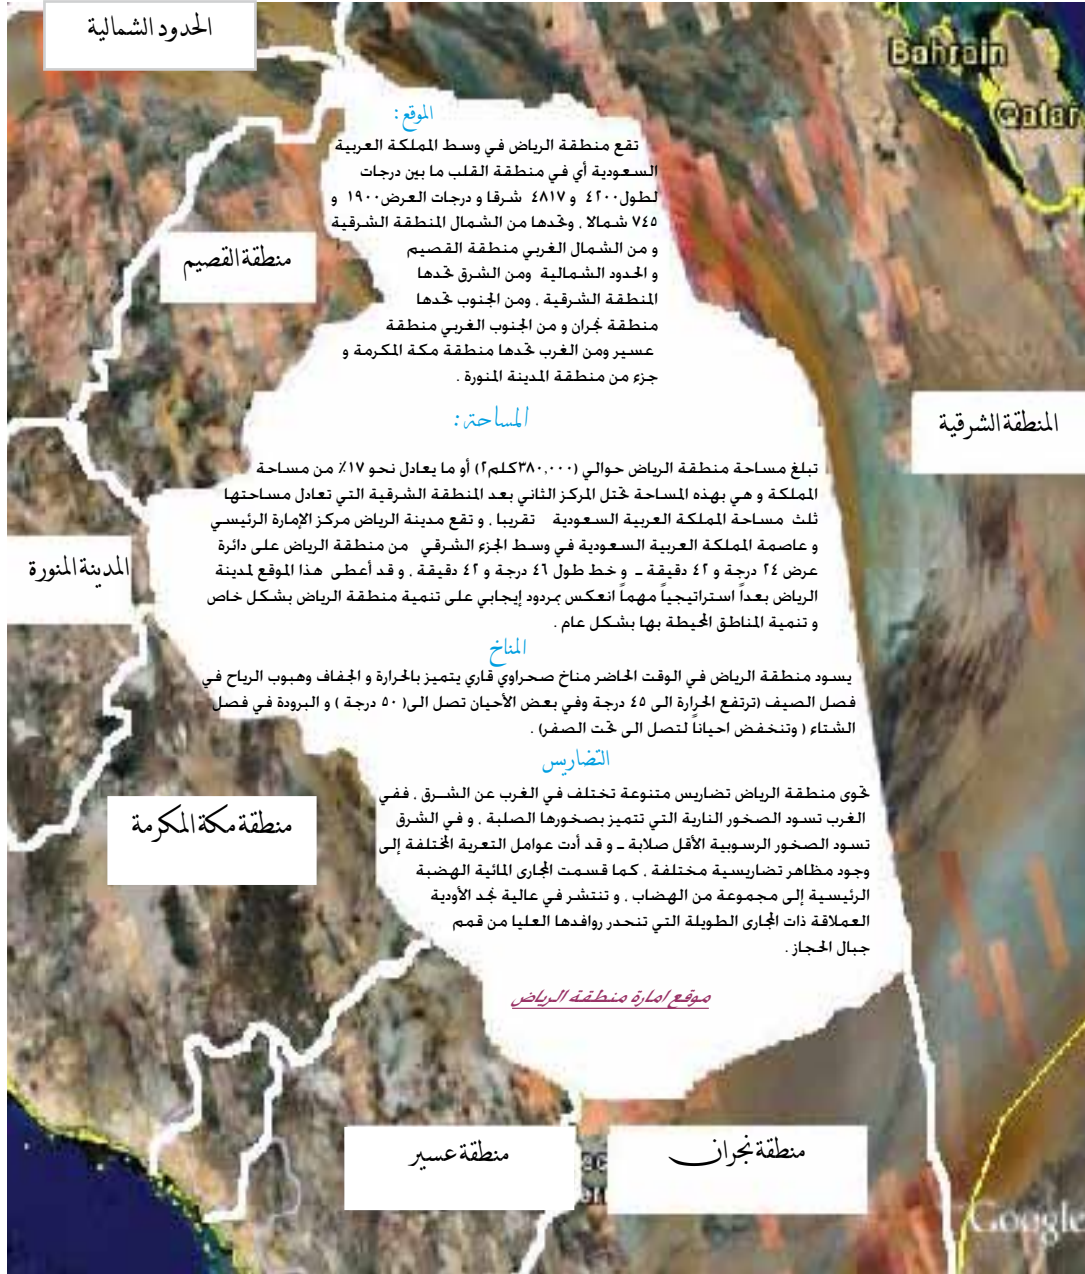 الحدود الشمالية
Bahrain
Qatar
الموقع :
تقع منطقة الرياض في وسط المملكة العربية
السعودية أي في منطقة القلب ما بين درجات
لطول٤٢٠٠ و ٤٨١٧ شرقا و درجات العرض١٩٠٠ و
٧٤٥ شمالا . وتحدها من الشمال المنطقة الشرقية
و من الشمال الغربي منطقة القصيم
و الحدود الشمالية ومن الشرق تحدها
المنطقة الشرقية . ومن الجنوب تحدها
منطقة نجران و من الجنوب الغربي منطقة
عسير ومن الغرب تحدها منطقة مكة المكرمة و
جزء من منطقة المدينة المنورة .
منطقة القصيم
المساحة :
المنطقة الشرقية
تبلغ مساحة منطقة الرياض حوالي (٣٨٠,٠٠٠كلم٢) أو ما يعادل نحو ١٧٪ من مساحة
المملكة و هي بهذه المساحة تحتل المركز الثاني بعد المنطقة الشرقية التي تعادل مساحتها
ثلث مساحة المملكة العربية السعودية تقريبا . و تقع مدينة الرياض مركز الإمارة الرئيسي
و عاصمة المملكة العربية السعودية في وسط الجزء الشرقي من منطقة الرياض على دائرة
عرض ٢٤ درجة و ٤٢ دقيقة ـ و خط طول ٤٦ درجة و ٤٢ دقيقة . و قد أعطى هذا الموقع لمدينة
الرياض بعداً استراتيجياً مهماً انعكس بمردود إيجابي على تنمية منطقة الرياض بشكل خاص
و تنمية المناطق المحيطة بها بشكل عام .
المدينة المنورة
المناخ
يسود منطقة الرياض في الوقت الحاضر مناخ صحراوي قاري يتميز بالحرارة و الجفاف وهبوب الرياح في
فصل الصيف (ترتفع الحرارة الى ٤٥ درجة وفي بعض الأحيان تصل الى( ٥٠ درجة ) و البرودة في فصل
الشتاء ( وتنخفض احياناً لتصل الى تحت الصفر) .
التضاريس
تحوى منطقة الرياض تضاريس متنوعة تختلف في الغرب عن الشــرق . ففي
الغرب تسود الصخور النارية التي تتميز بصخورها الصلبة . و في الشرق
تسود الصخور الرسوبية الأقل صلابة ـ و قد أدت عوامل التعرية المختلفة إلى
وجود مظاهر تضاريسية مختلفة . كما قسمت المجارى المائية الهضبة
الرئيسية إلى مجموعة من الهضاب . و تنتشر في عالية نجد الأودية
العملاقة ذات المجارى الطويلة التي تنحدر روافدها العليا من قمم
جبال الحجاز .
منطقة مكة المكرمة
موقع امارة منطقة الرياض
منطقة نجران
منطقة عسير
Google